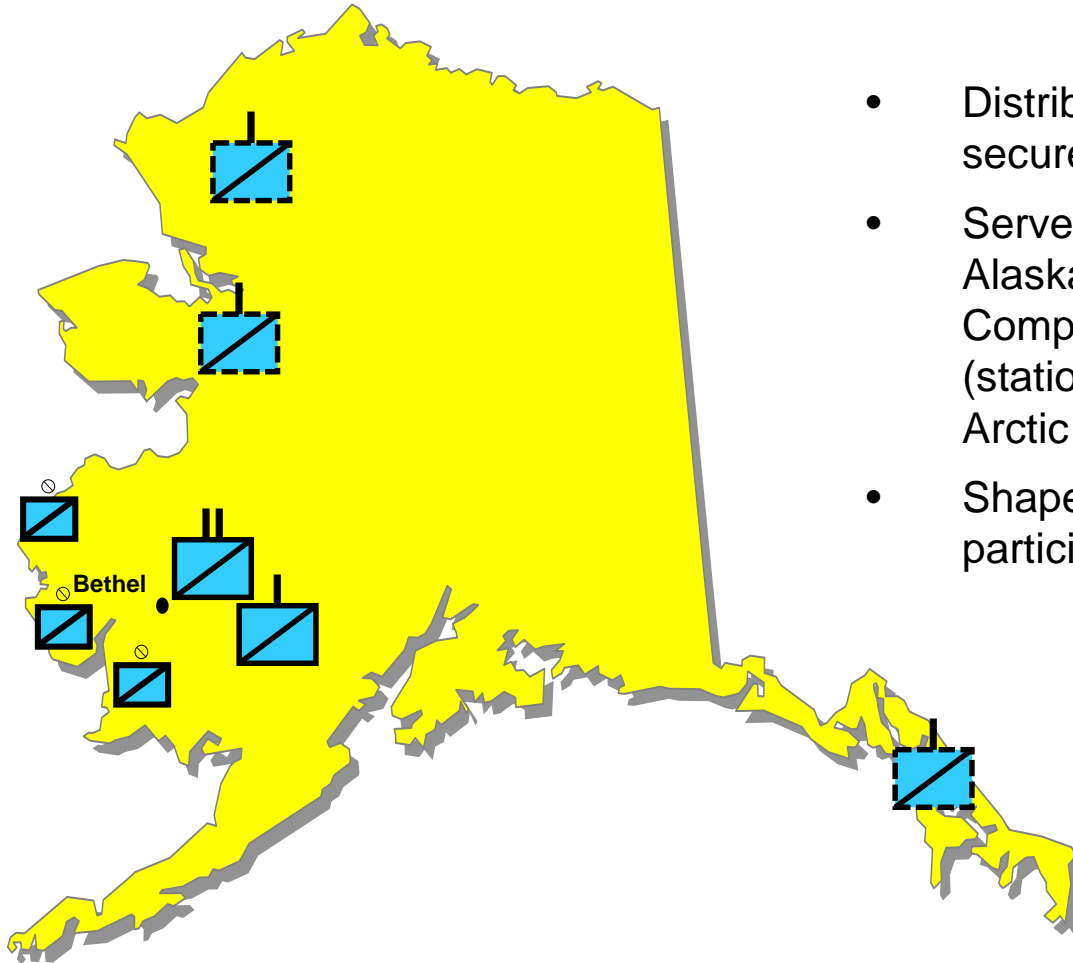 Bethel
• Distrib
secure
• Serve
Alaska
Comp
(statio
Arctic
• Shape
partici